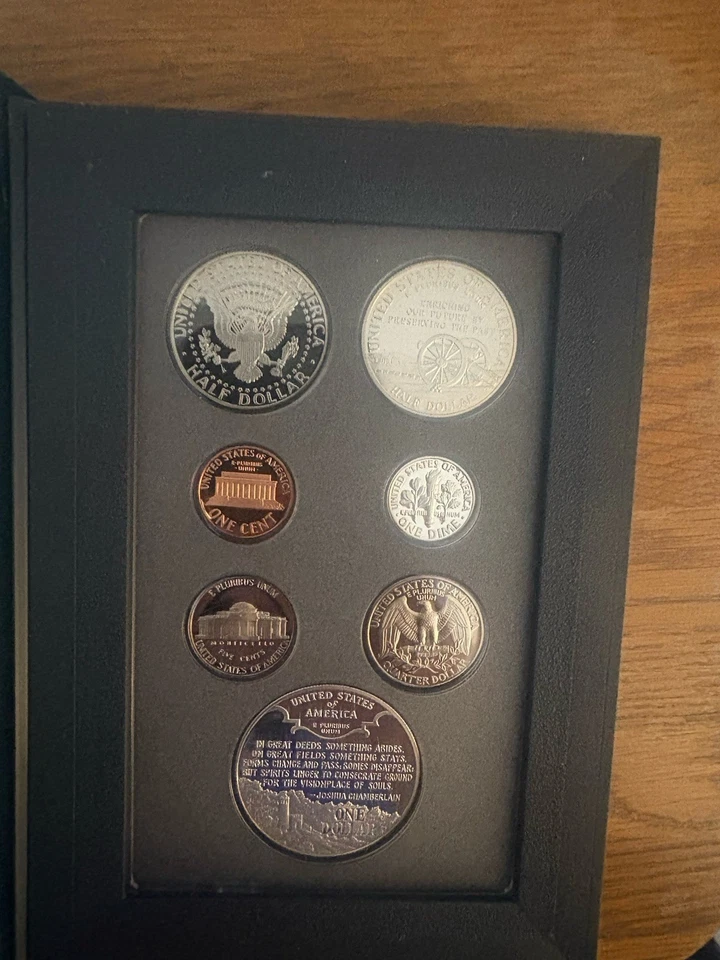 UNITED STATES OF AMERICA
HALF DOLLAR
UNITED STATES OF AMERICA
E PLURIBUS
ENRICHING
OUR FUTURE BY
PRESERVING THE PAST
HALF DOLLAR
UNITED STATES OF AMERICA
E·PLURIBUS
·UNUM·
ONE CENT
UNITED STATES OF AMERICA
ONE DIME
E PLURIBUS UNUM
MONTICELLO
FIVE CENTS
UNITED STATES OF AMERICA
UNITED STATES OF AMERICA
E PLURIBUS
UNUM
QUARTER DOLLAR
UNITED STATES
of
AMERICA
E PLURIBUS
UNUM
IN GREAT DEEDS SOMETHING ABIDES.
ON GREAT FIELDS SOMETHING STAYS.
FORMS CHANGE AND PASS; BODIES DISAPPEAR;
BUT SPIRITS LINGER TO CONSECRATE GROUND
FOR THE VISIONPLACE OF SOULS.
—JOSHUA CHAMBERLAIN
ONE
DOLLAR